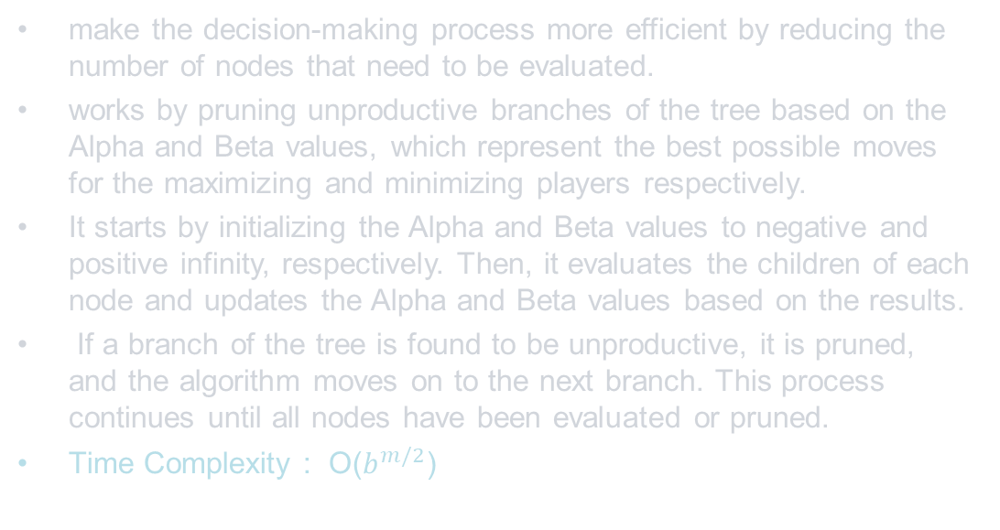 • make the decision-making process more efficient by reducing the
number of nodes that need to be evaluated.
• works by pruning unproductive branches of the tree based on the
Alpha and Beta values, which represent the best possible moves
for the maximizing and minimizing players respectively.
• It starts by initializing the Alpha and Beta values to negative and
positive infinity, respectively. Then, it evaluates the children of each
node and updates the Alpha and Beta values based on the results.
• If a branch of the tree is found to be unproductive, it is pruned,
and the algorithm moves on to the next branch. This process
continues until all nodes have been evaluated or pruned.
• Time Complexity : O(b^{m/2})